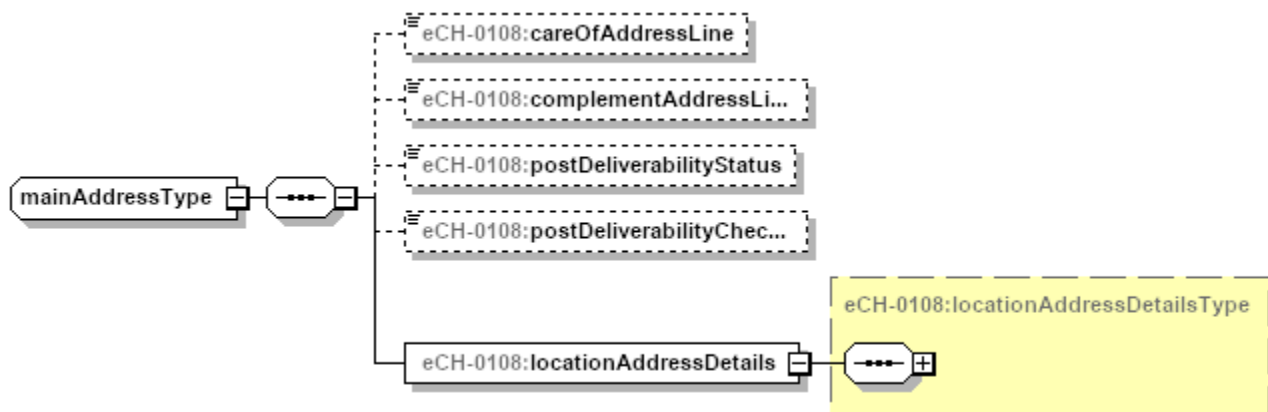 eCH-0108:careOfAddressLine
eCH-0108:complementAddressLi...
eCH-0108:postDeliverabilityStatus
mainAddressType
eCH-0108:postDeliverabilityChec...
eCH-0108:locationAddressDetailsType
eCH-0108:locationAddressDetails